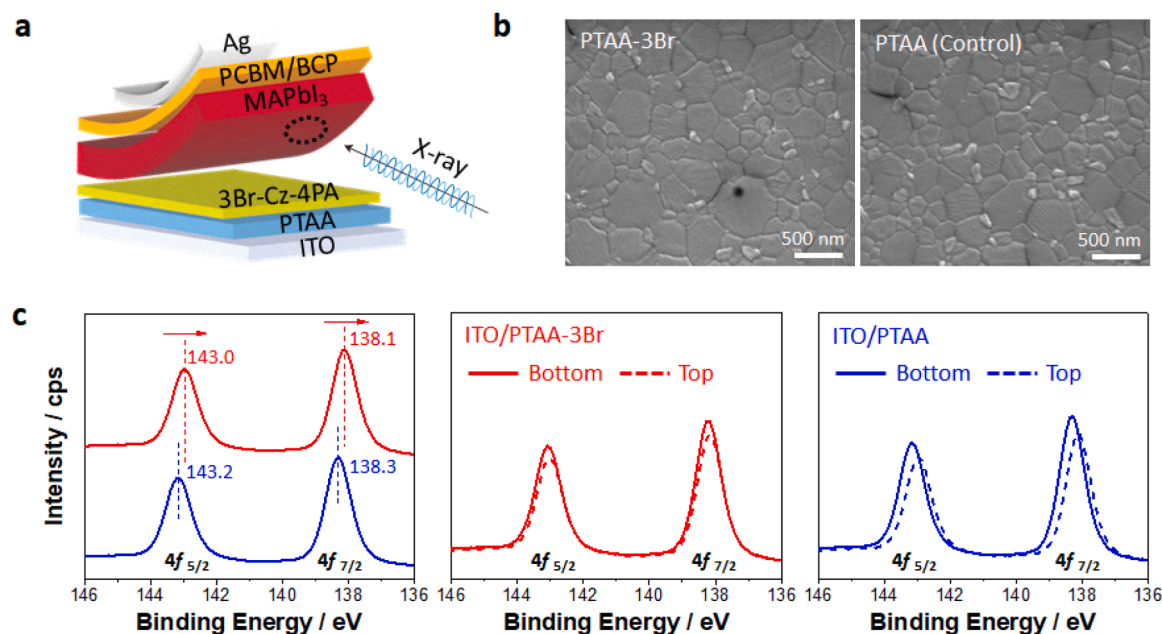 a
Ag
PCBM/BCP
MAPbI3
X-ray
3Br-Cz-4PA
PTAA
ITO
b
PTAA-3Br
500 nm
PTAA (Control)
500 nm
c
Intensity / cps
143.0
138.1
143.2
138.3
4f 5/2
4f 7/2
146 144 142 140 138 136
Binding Energy / eV
ITO/PTAA-3Br
Bottom Top
4f 5/2
4f 7/2
146 144 142 140 138 136
Binding Energy / eV
ITO/PTAA
Bottom Top
4f 5/2
4f 7/2
146 144 142 140 138 136
Binding Energy / eV